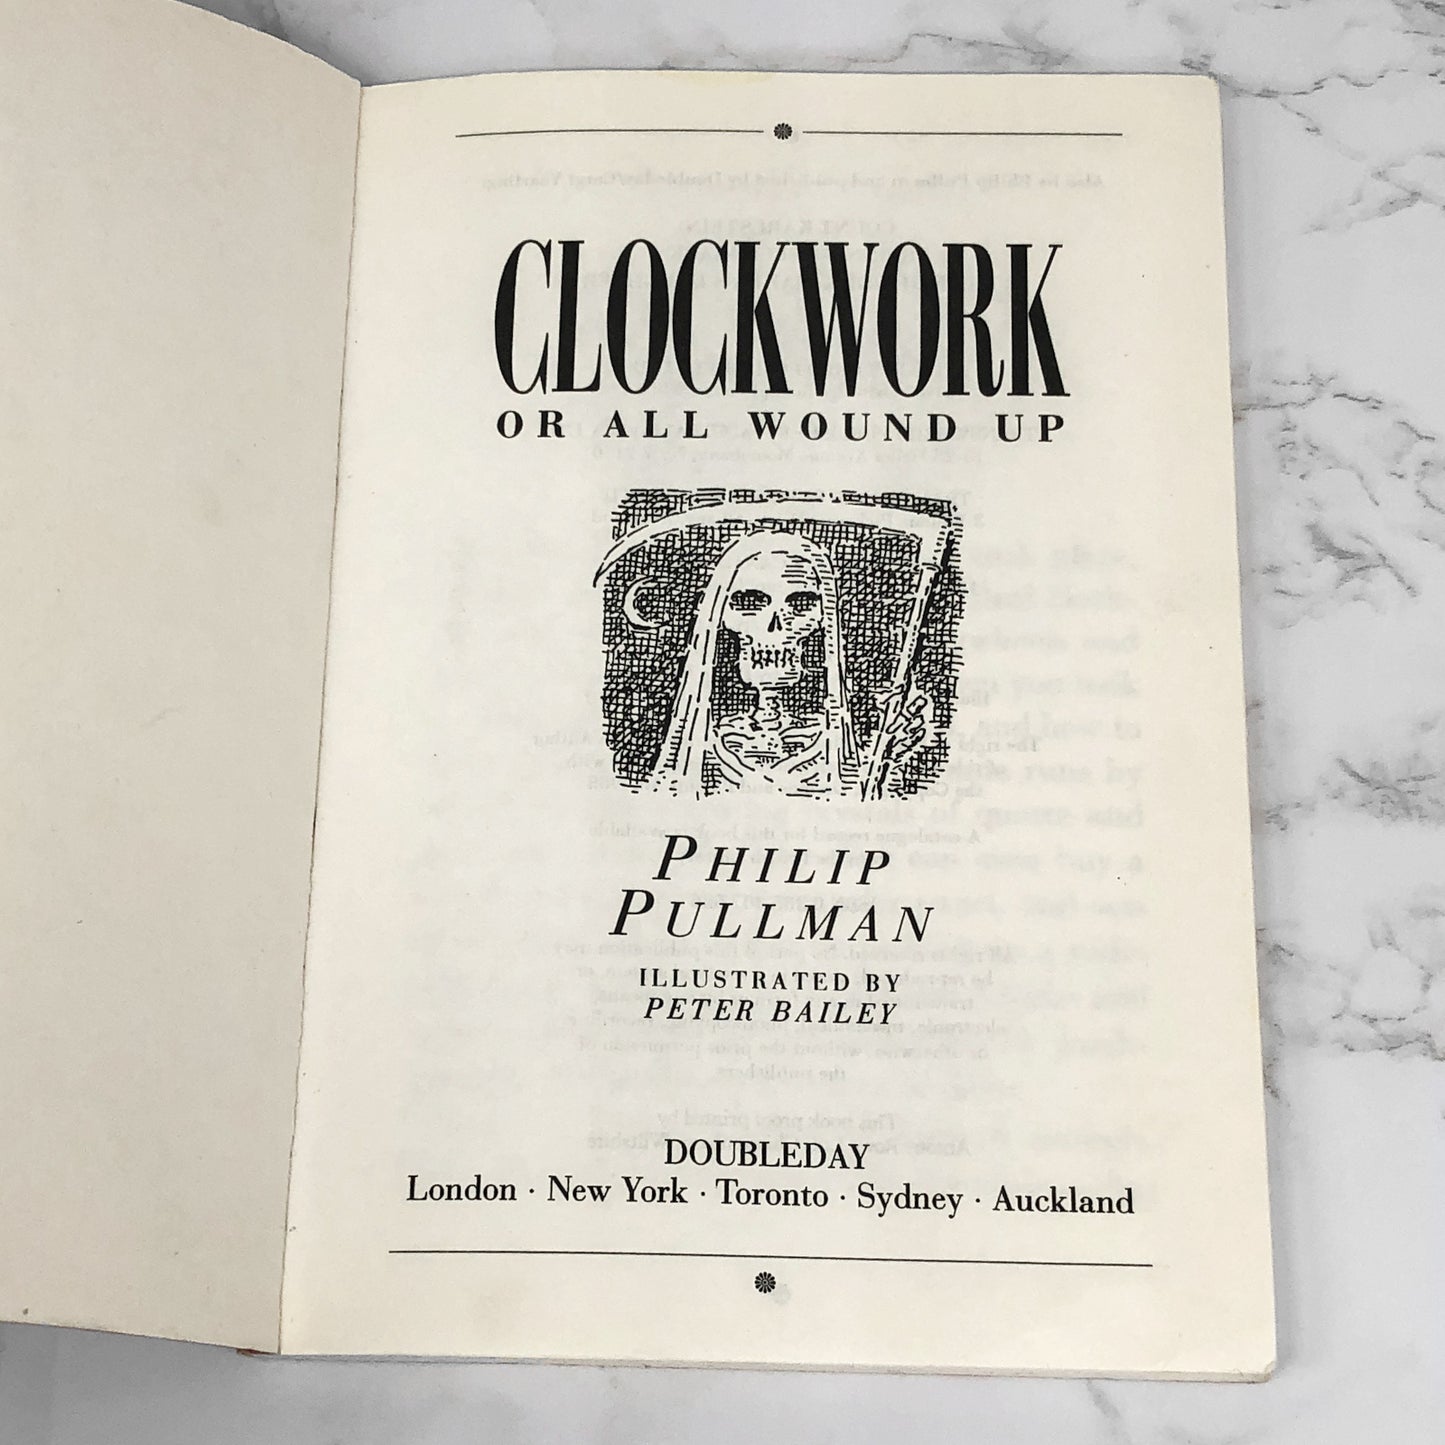 CLOCKWORK
OR ALL WOUND UP
PHILIP
PULLMAN
ILLUSTRATED BY
PETER BAILEY
DOUBLEDAY
London · New York · Toronto · Sydney · Auckland